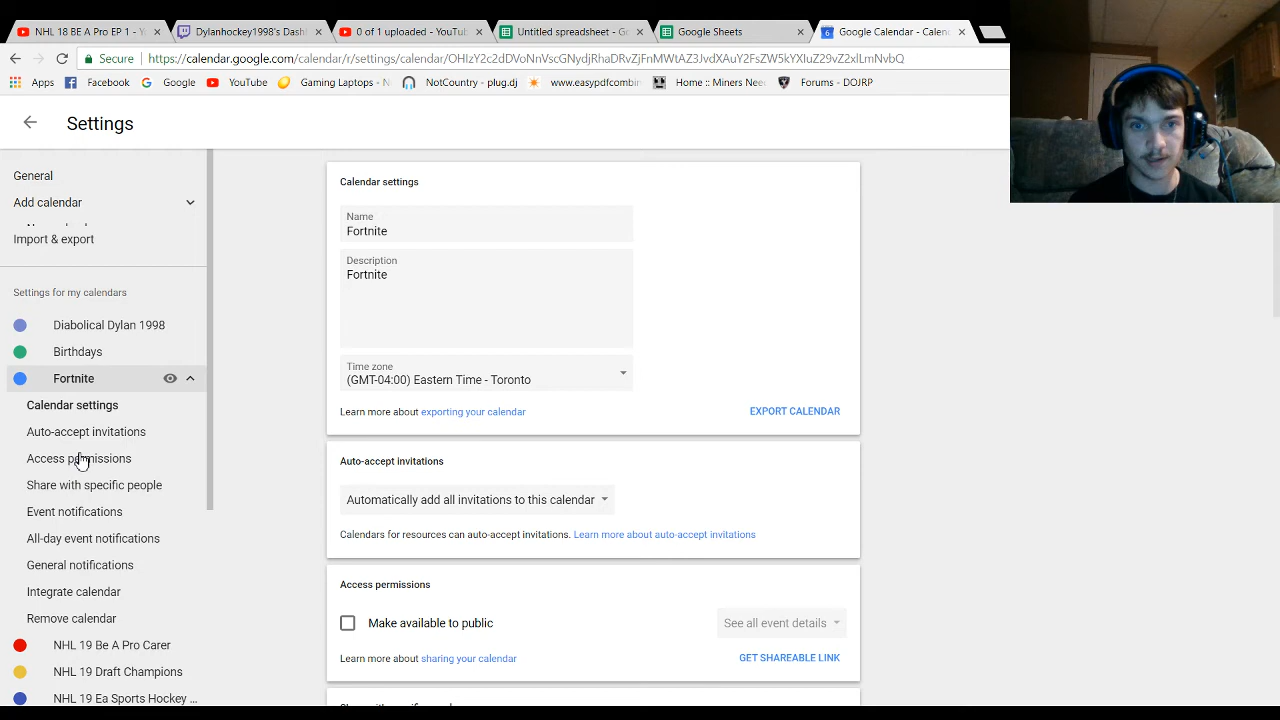 NHL 18 BE A Pro EP 1 Y
Dylanhockey1998's Dash
0 of 1 uploaded - YouTu
Untitled spreadsheet - Go
Google Sheets
Google Calendar - Calen
Secure https://calendar.google.com/calendar/r/settings/calendar/
Apps Facebook Google YouTube Gaming Laptops - N NotCountry - plug.dj www.easypdfcombin Home :: Miners Nee Forums - DOJRP
Settings
General
Add calendar
Import & export
Settings for my calendars
Diabolical Dylan 1998
Birthdays
Fortnite
Calendar settings
Auto-accept invitations
Access permissions
Share with specific people
Event notifications
All-day event notifications
General notifications
Integrate calendar
Remove calendar
NHL 19 Be A Pro Carer
NHL 19 Draft Champions
NHL 19 Ea Sports Hockey ...
Calendar settings
Name
Fortnite
Description
Fortnite
Time zone
(GMT-04:00) Eastern Time - Toronto
Learn more about exporting your calendar EXPORT CALENDAR
Auto-accept invitations
Automatically add all invitations to this calendar
Calendars for resources can auto-accept invitations. Learn more about auto-accept invitations
Access permissions
Make available to public See all event details
Learn more about sharing your calendar GET SHAREABLE LINK